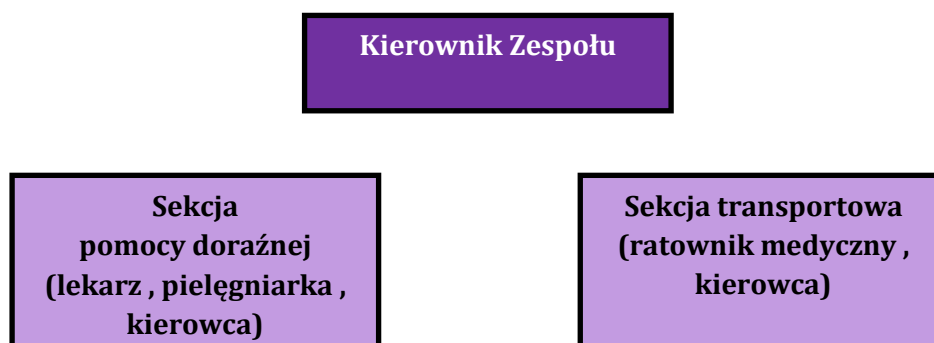 Kierownik Zespołu
Sekcja
pomocy doraźnej
(lekarz , pielęgniarka ,
kierowca)
Sekcja transportowa
(ratownik medyczny ,
kierowca)